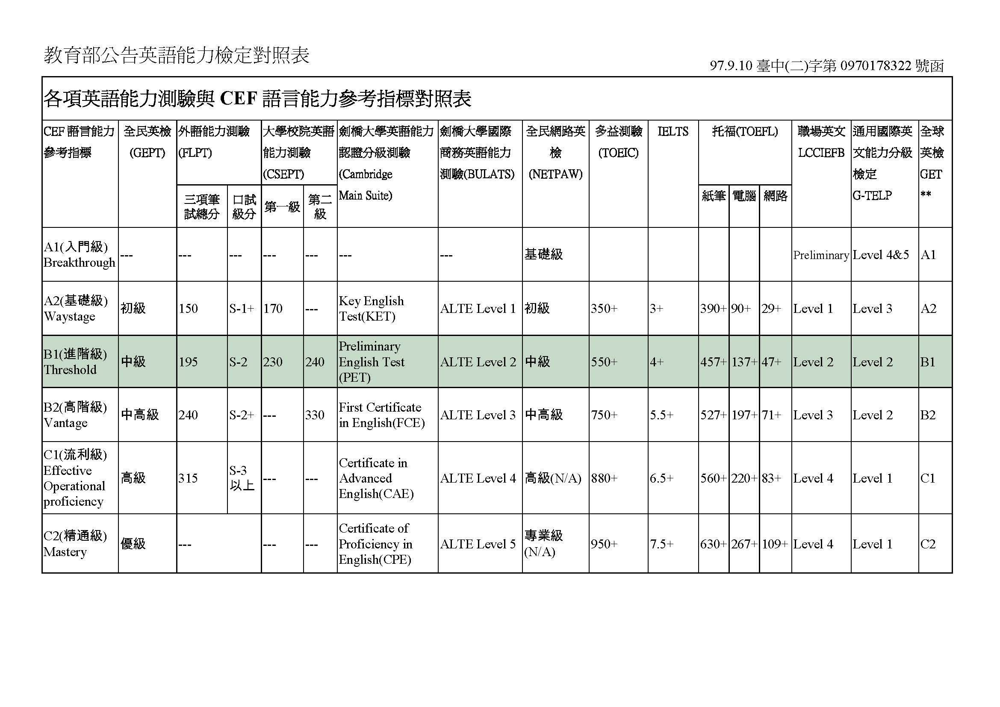 教育部公告英語能力檢定對照表
97.9.10 臺中(二)字第 0970178322 號函
各項英語能力測驗與 CEF 語言能力參考指標對照表
CEF 語言能力
參考指標
全民英檢
(GEPT)
外語能力測驗
(FLPT)
大學校院英語
能力測驗
(CSEPT)
劍橋大學英語能力
認證分級測驗
(Cambridge
Main Suite)
劍橋大學國際
商務英語能力
測驗(BULATS)
全民網路英
檢
(NETPAW)
多益測驗
(TOEIC)
IELTS
托福(TOEFL)
職場英文
LCCIEFB
通用國際英
文能力分級
檢定
G-TELP
全球
英檢
GET
**
三項筆
試總分
口試
級分
第一級
第二
級
紙筆
電腦
網路
A1(入門級)
Breakthrough
---
---
---
---
---
---
---
基礎級
Preliminary
Level 4&5
A1
A2(基礎級)
Waystage
初級
150
S-1+
170
---
Key English
Test(KET)
ALTE Level 1
初級
350+
3+
390+
90+
29+
Level 1
Level 3
A2
B1(進階級)
Threshold
中級
195
S-2
230
240
Preliminary
English Test
(PET)
ALTE Level 2
中級
550+
4+
457+
137+
47+
Level 2
Level 2
B1
B2(高階級)
Vantage
中高級
240
S-2+
---
330
First Certificate
in English(FCE)
ALTE Level 3
中高級
750+
5.5+
527+
197+
71+
Level 3
Level 2
B2
C1(流利級)
Effective
Operational
proficiency
高級
315
S-3
以上
---
---
Certificate in
Advanced
English(CAE)
ALTE Level 4
高級(N/A)
880+
6.5+
560+
220+
83+
Level 4
Level 1
C1
C2(精通級)
Mastery
優級
---
---
---
Certificate of
Proficiency in
English(CPE)
ALTE Level 5
專業級
(N/A)
950+
7.5+
630+
267+
109+
Level 4
Level 1
C2